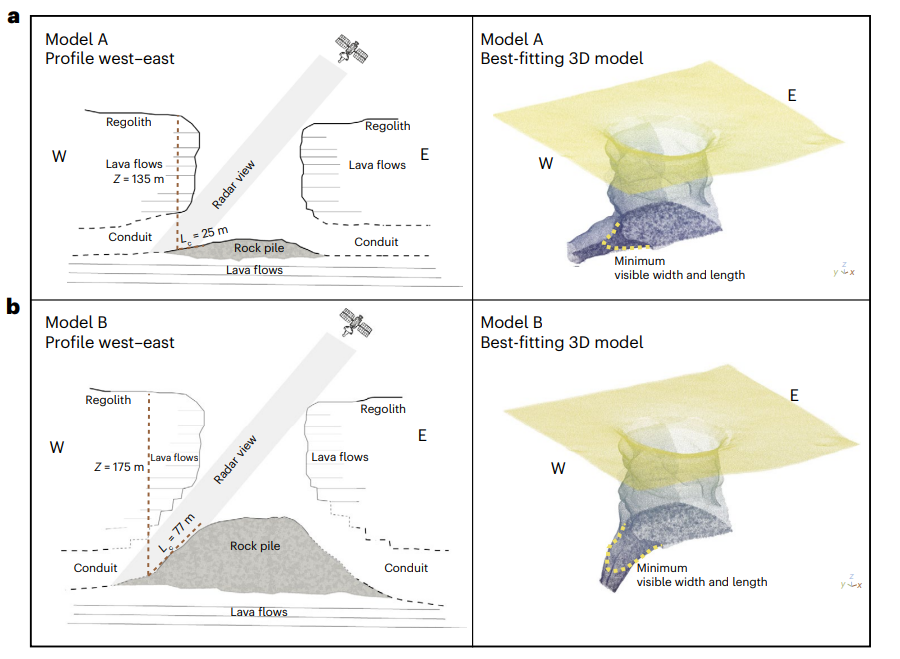 a
Model A
Profile west–east
Regolith
Regolith
W
E
Lava flows
Z = 135 m
Lava flows
Radar view
Conduit
Lc = 25 m
Rock pile
Conduit
Lava flows
Model A
Best-fitting 3D model
E
W
Minimum
visible width and length
z
y x
b
Model B
Profile west–east
Regolith
Regolith
W
E
Z = 175 m
Lava flows
Lava flows
Radar view
Lc = 77 m
Rock pile
Conduit
Conduit
Lava flows
Model B
Best-fitting 3D model
E
W
Minimum
visible width and length
z
y x